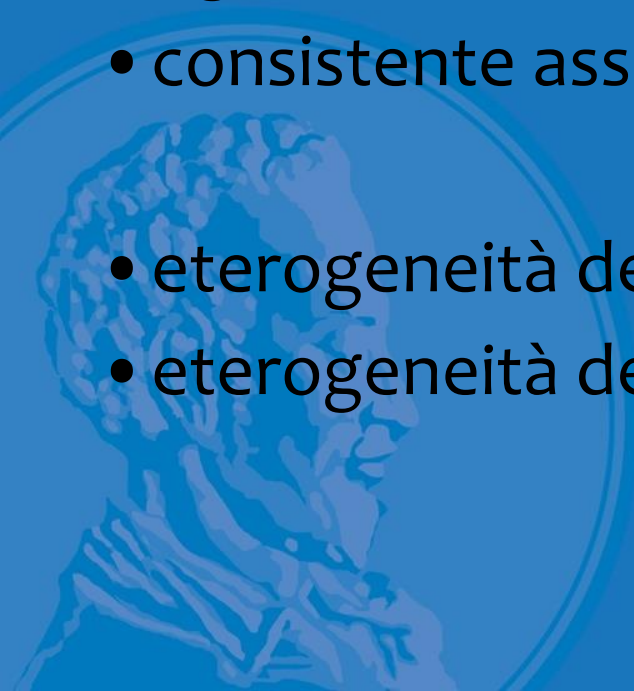 • consistente ass
• eterogeneità de
• eterogeneità de